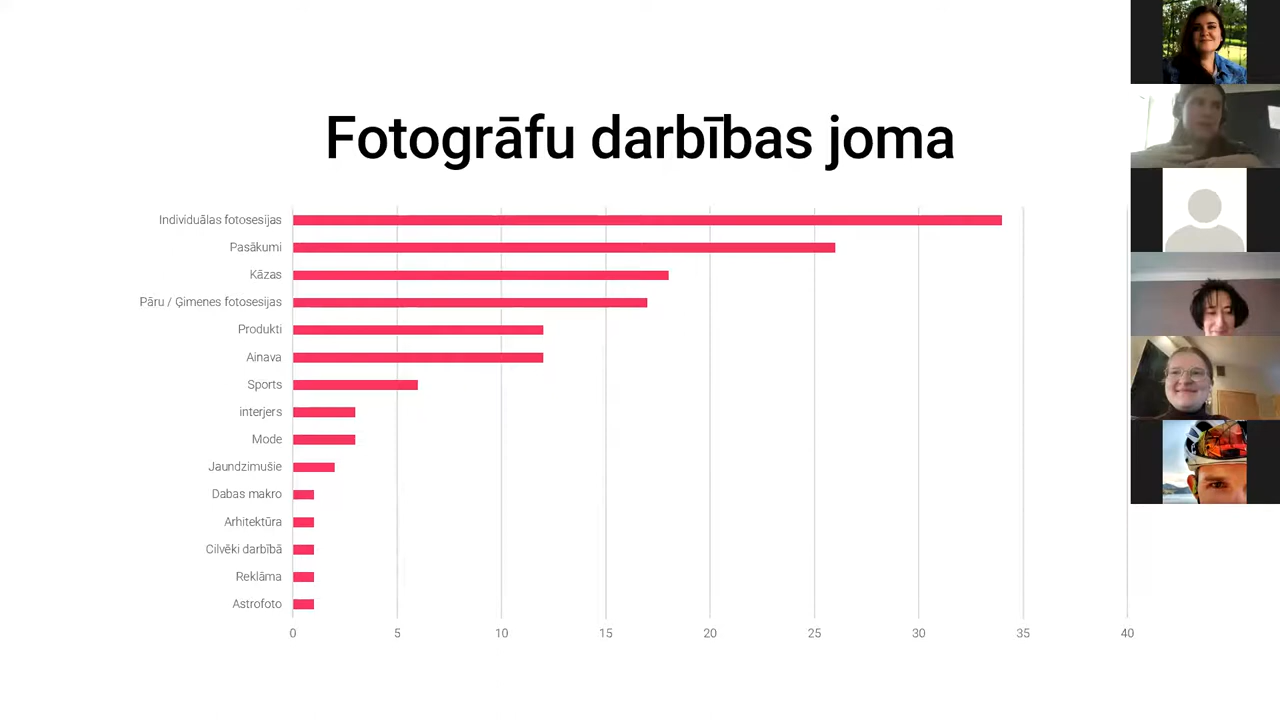 Fotogrāfu darbības joma
Individuālas fotosesijas
Pasākumi
Kāzas
Pāru / Ģimenes fotosesijas
Produkti
Ainava
Sports
interjers
Mode
Jaundzimušie
Dabas makro
Arhitektūra
Cilvēki darbībā
Reklāma
Astrofoto
0 5 10 15 20 25 30 35 40